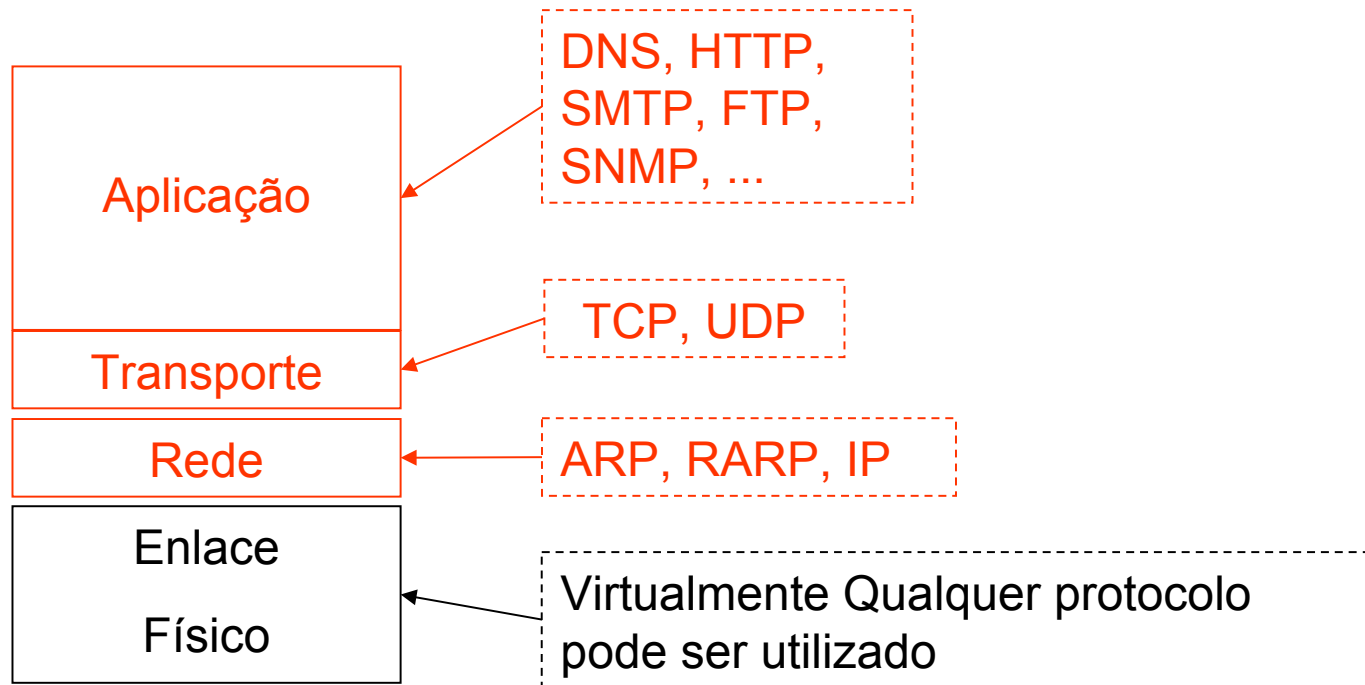 DNS, HTTP,
SMTP, FTP,
SNMP, ...
Aplicação
TCP, UDP
Transporte
Rede
ARP, RARP, IP
Enlace
Físico
Virtualmente Qualquer protocolo
pode ser utilizado